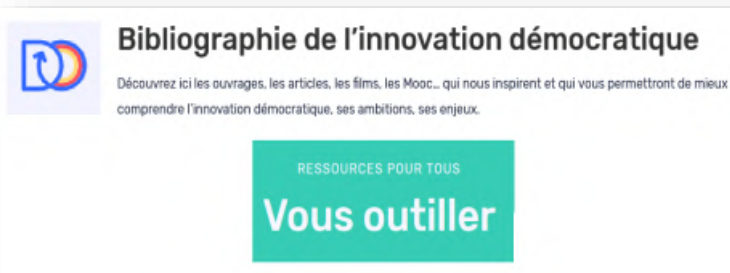 Bibliographie de l'innovation démocratique
Découvrez ici les ouvrages, les articles, les films, les Mooc... qui nous inspirent et qui vous permettront de mieux
comprendre l'innovation démocratique, ses ambitions, ses enjeux.
RESSOURCES POUR TOUS
Vous outiller